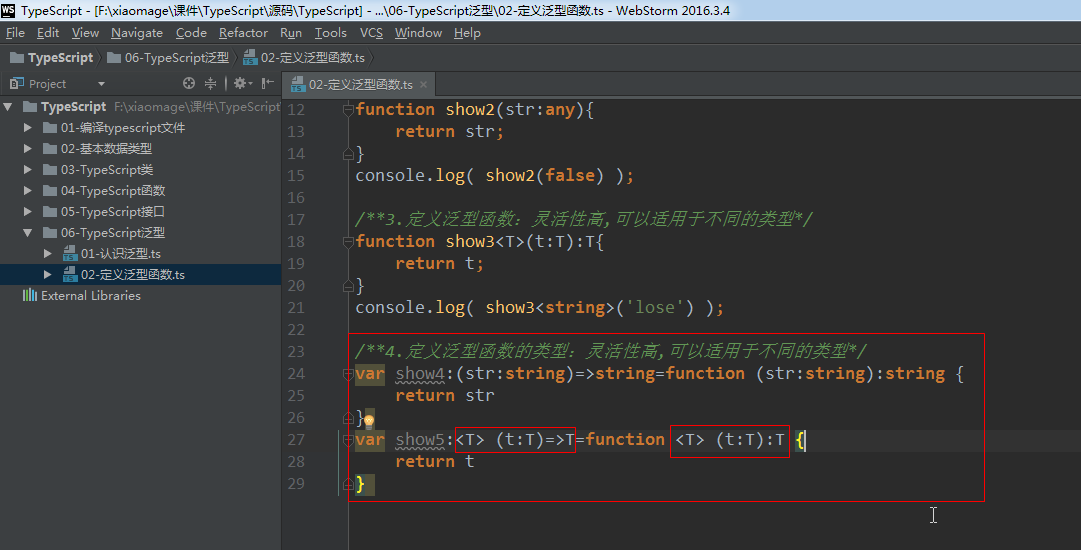 TypeScript - [F:\xiaomage\课件\TypeScript\源码\TypeScript] - ...\06-TypeScript泛型\02-定义泛型函数.ts - WebStorm 2016.3.4
File Edit View Navigate Code Refactor Run Tools VCS Window Help
TypeScript 06-TypeScript泛型 02-定义泛型函数.ts
Project
02-定义泛型函数.ts
TypeScript F:\xiaomage\课件\TypeScript
01-编译typescript文件
02-基本数据类型
03-TypeScript类
04-TypeScript函数
05-TypeScript接口
06-TypeScript泛型
01-认识泛型.ts
02-定义泛型函数.ts
External Libraries
12 function show2(str:any){
13 return str;
14 }
15 console.log( show2(false) );
16
17 /**3.定义泛型函数: 灵活性高,可以适用于不同的类型*/
18 function show3<T>(t:T):T{
19 return t;
20 }
21 console.log( show3<string>('lose') );
22
23 /**4.定义泛型函数的类型: 灵活性高,可以适用于不同的类型*/
24 var show4:(str:string)=>string=function (str:string):string {
25 return str
26 }
27 var show5:<T> (t:T)=>T=function <T> (t:T):T {
28 return t
29 }